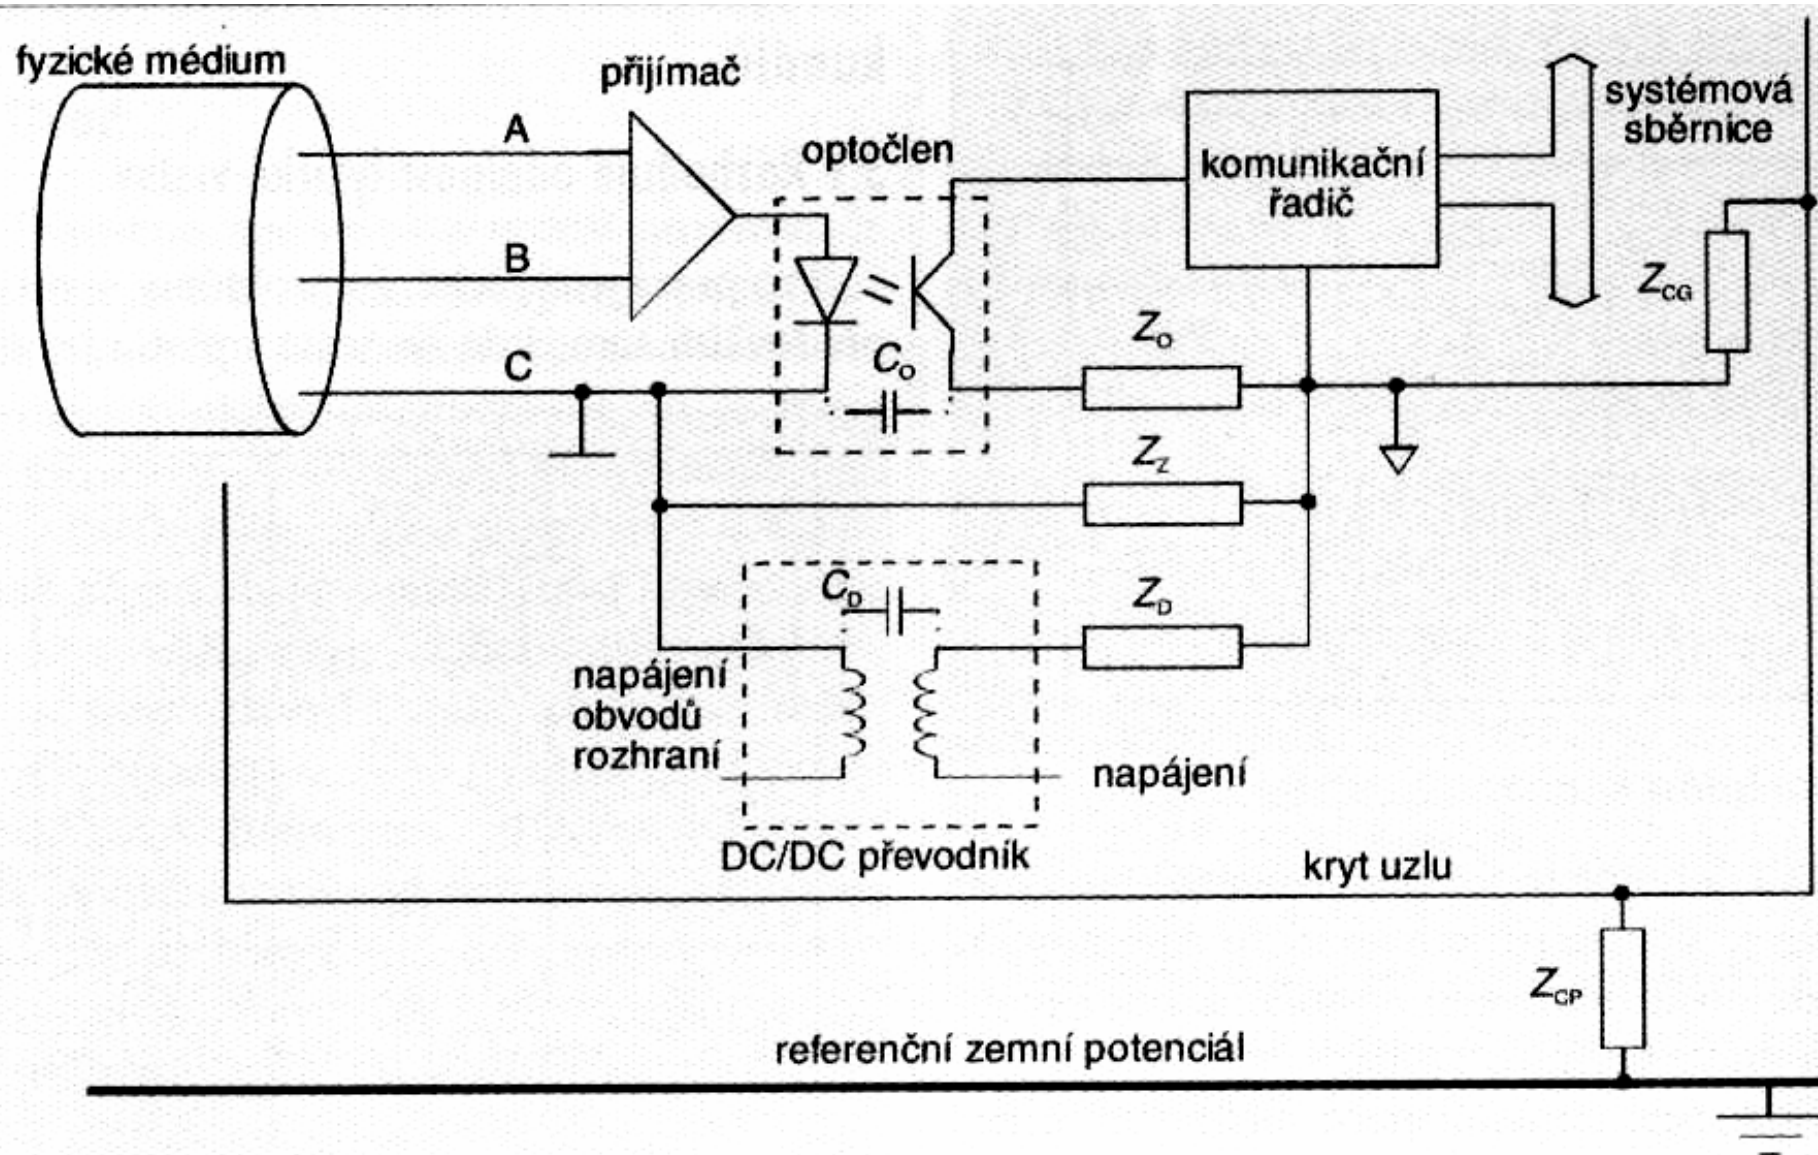 fyzické médium
přijímač
A
B
C
optočlen
C_O
komunikační
řadič
systémová
sběrnice
Z_CG
Z_O
Z_Z
C_D
Z_D
napájení
obvodů
rozhraní
napájení
DC/DC převodník
kryt uzlu
Z_CP
referenční zemní potenciál